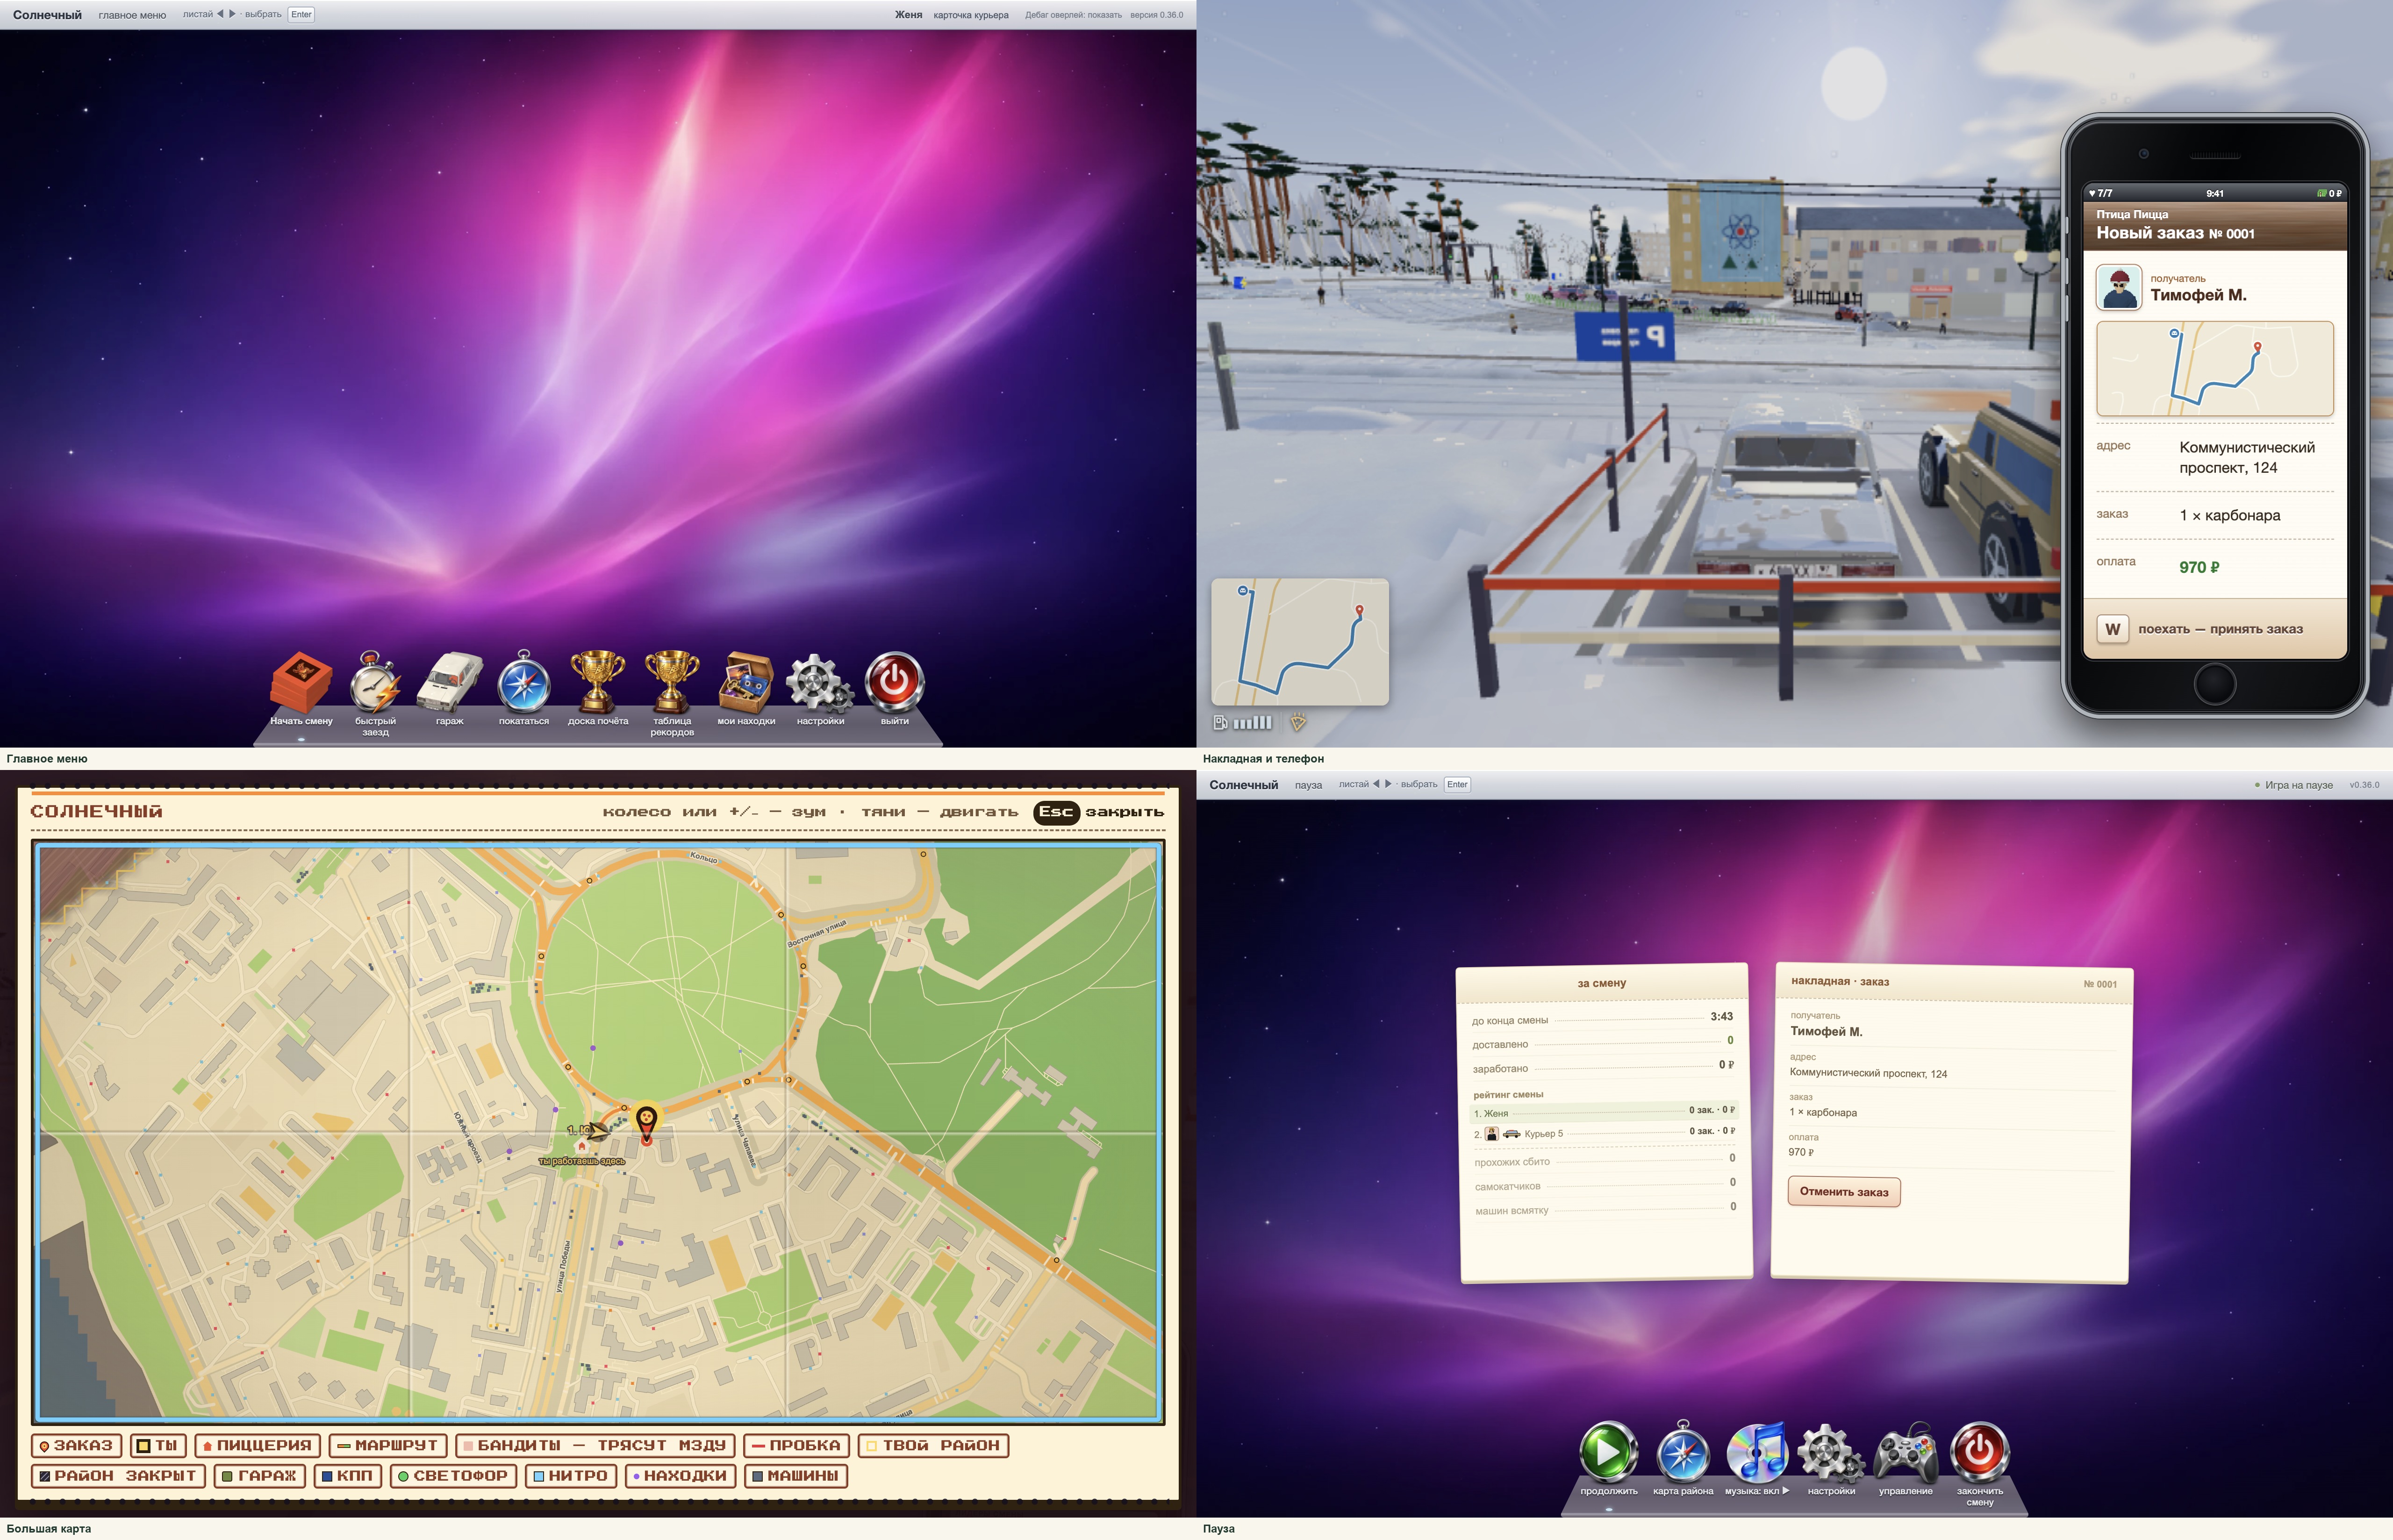 Солнечный главное меню листай ◀ ▶ · выбрать Enter
Женя карточка курьера Дебаг оверлей: показать версия 0.36.0
Начать смену
быстрый
заезд
гараж
покататься
доска почёта
таблица
рекордов
мои находки
настройки
выйти
Главное меню
P
♥ 7/7 9:41 0 ₽
Птица Пицца
Новый заказ № 0001
получатель
Тимофей М.
адрес Коммунистический
проспект, 124
заказ 1 × карбонара
оплата 970 ₽
W поехать — принять заказ
Накладная и телефон
СОЛНЕЧНЫЙ
колесо или +/- — зум · тяни — двигать Esc закрыть
Кольцо
Восточная улица
Южный проезд
улица Чапаева
ты работаешь здесь
улица Победы
улица
ЗАКАЗ
ТЫ
ПИЦЦЕРИЯ
МАРШРУТ
БАНДИТЫ — ТРЯСУТ МЗДУ
ПРОБКА
ТВОЙ РАЙОН
РАЙОН ЗАКРЫТ
ГАРАЖ
КПП
СВЕТОФОР
НИТРО
НАХОДКИ
МАШИНЫ
Большая карта
Солнечный пауза листай ◀ ▶ · выбрать Enter
Игра на паузе v0.36.0
за смену
до конца смены 3:43
доставлено 0
заработано 0 ₽
рейтинг смены
1. Женя 0 зак. · 0 ₽
2. Курьер 5 0 зак. · 0 ₽
прохожих сбито 0
самокатчиков 0
машин всмятку 0
накладная · заказ № 0001
получатель
Тимофей М.
адрес
Коммунистический проспект, 124
заказ
1 × карбонара
оплата
970 ₽
Отменить заказ
продолжить
карта района
музыка: вкл ▶
настройки
управление
закончить
смену
Пауза